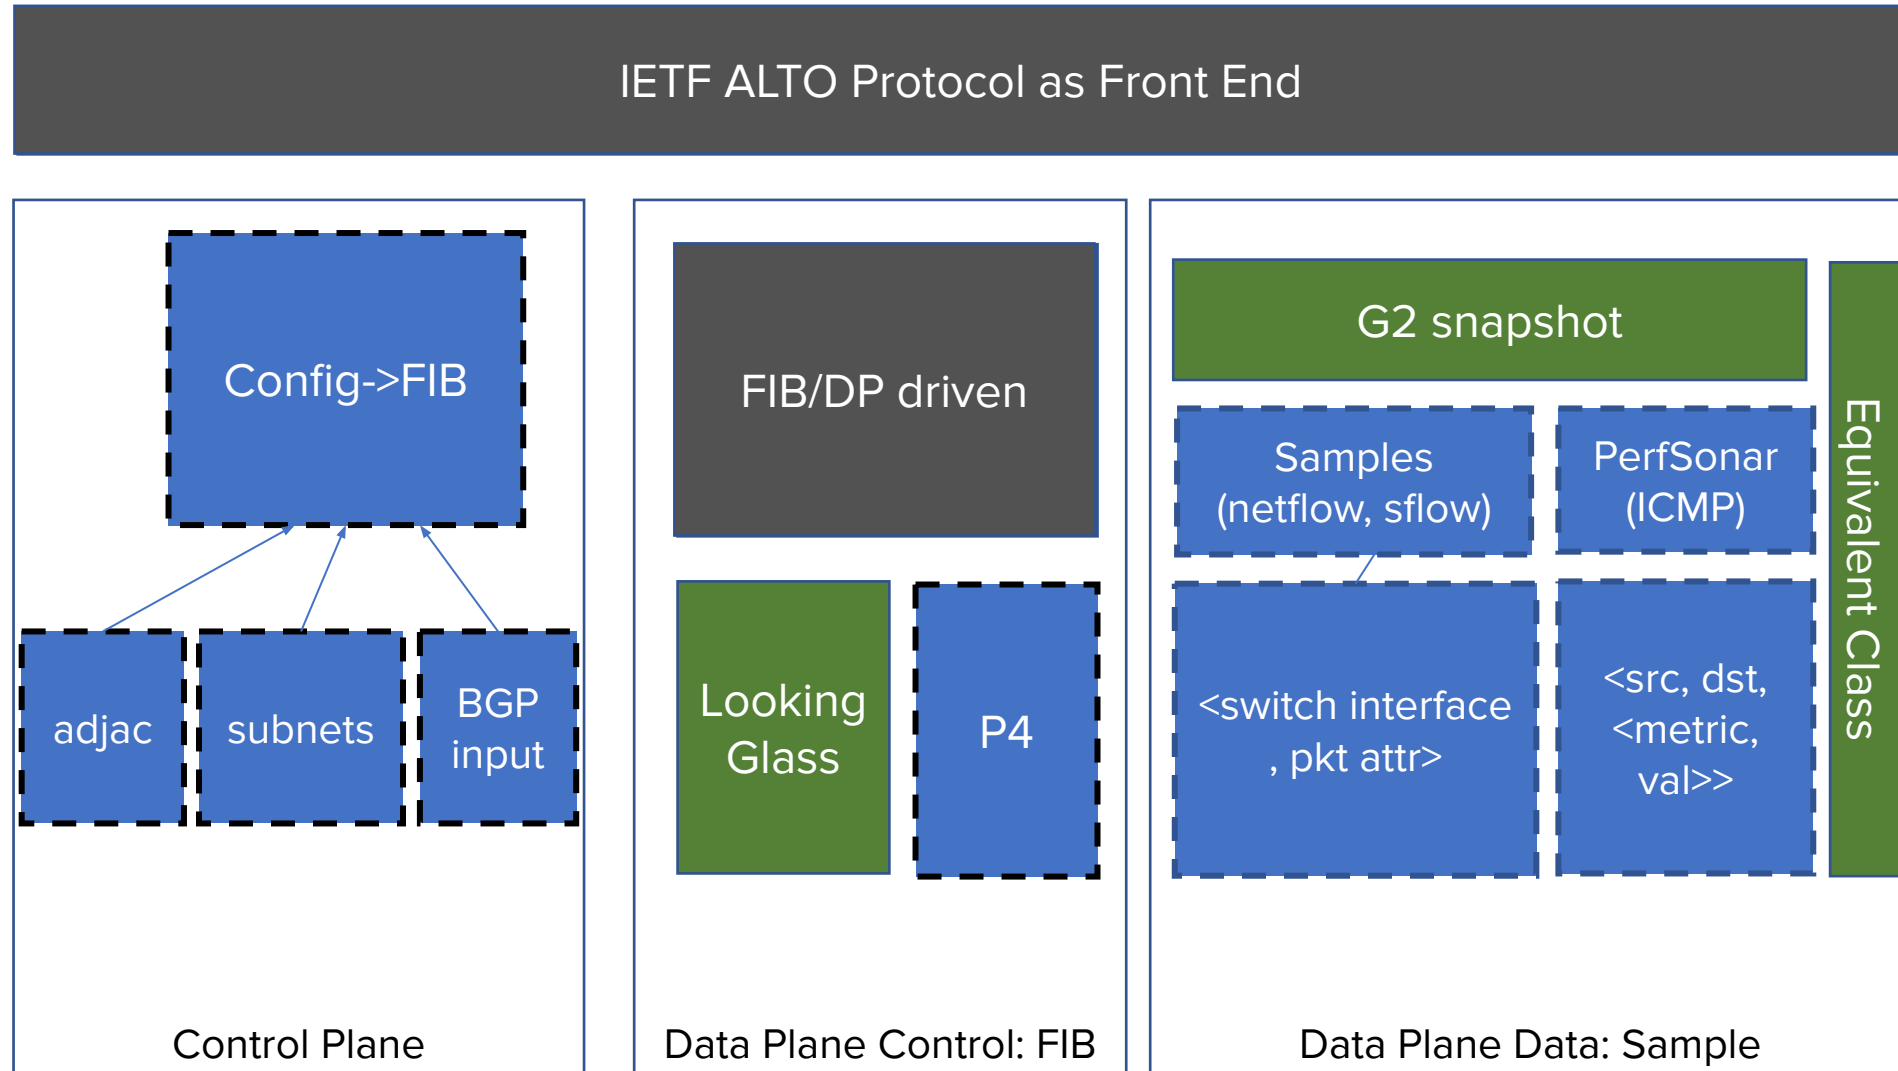 IETF ALTO Protocol as Front End
Config->FIB
adjac
subnets
BGP
input
Control Plane
FIB/DP driven
Looking
Glass
P4
Data Plane Control: FIB
G2 snapshot
Samples
(netflow, sflow)
PerfSonar
(ICMP)
<switch interface
, pkt attr>
<src, dst,
<metric,
val>>
Equivalent Class
Data Plane Data: Sample